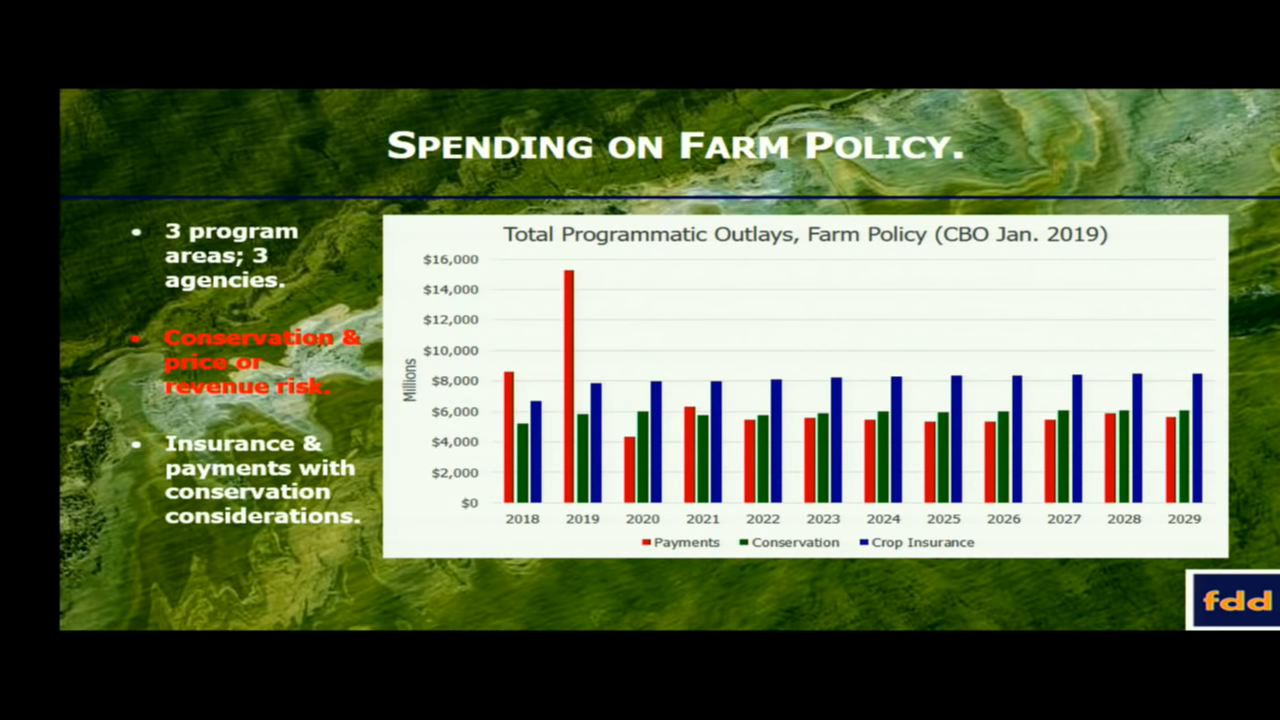 SPENDING ON FARM POLICY.
• 3 program
areas; 3
agencies.
• Conservation &
price or
revenue risk.
• Insurance &
payments with
conservation
considerations.
Total Programmatic Outlays, Farm Policy (CBO Jan. 2019)
Millions
$16,000
$14,000
$12,000
$10,000
$8,000
$6,000
$4,000
$2,000
$0
2018 2019 2020 2021 2022 2023 2024 2025 2026 2027 2028 2029
Payments Conservation Crop Insurance
fdd